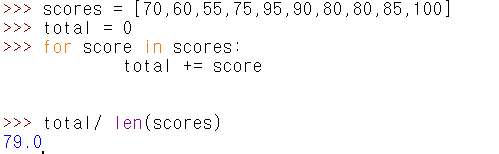 >>> scores = [70,60,55,75,95,90,80,80,85,100]
>>> total = 0
>>> for score in scores:
            total += score
>>> total/ len(scores)
79.0